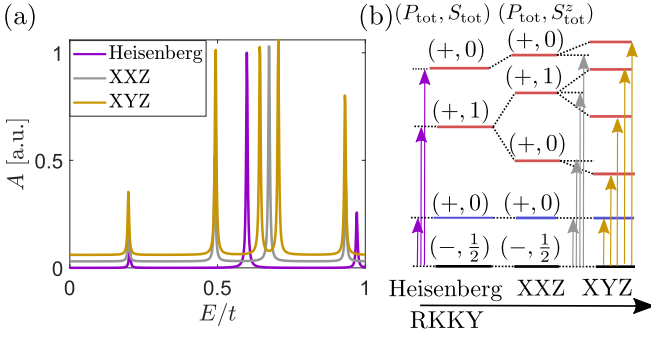 (a)
A [a.u.]
1
0.5
0
Heisenberg
XXZ
XYZ
0
0.5
1
E/t
(b) (P_tot, S_tot) (P_tot, S^z_tot)
(+, 0)
(+, 0)
(+, 1)
(+, 1)
(+, 0)
(+, 0)
(+, 0)
(−, 1/2)
(−, 1/2)
Heisenberg XXZ XYZ
RKKY